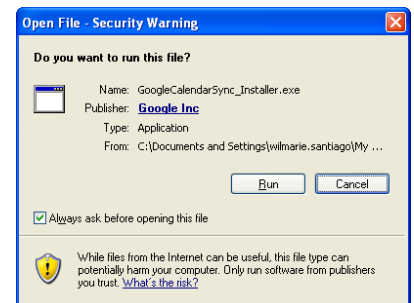 Open File - Security Warning
Do you want to run this file?
Name: GoogleCalendarSync_Installer.exe
Publisher: Google Inc
Type: Application
From: C:\Documents and Settings\wilmarie.santiago\My ...
Run Cancel
Always ask before opening this file
While files from the Internet can be useful, this file type can
potentially harm your computer. Only run software from publishers
you trust. What's the risk?